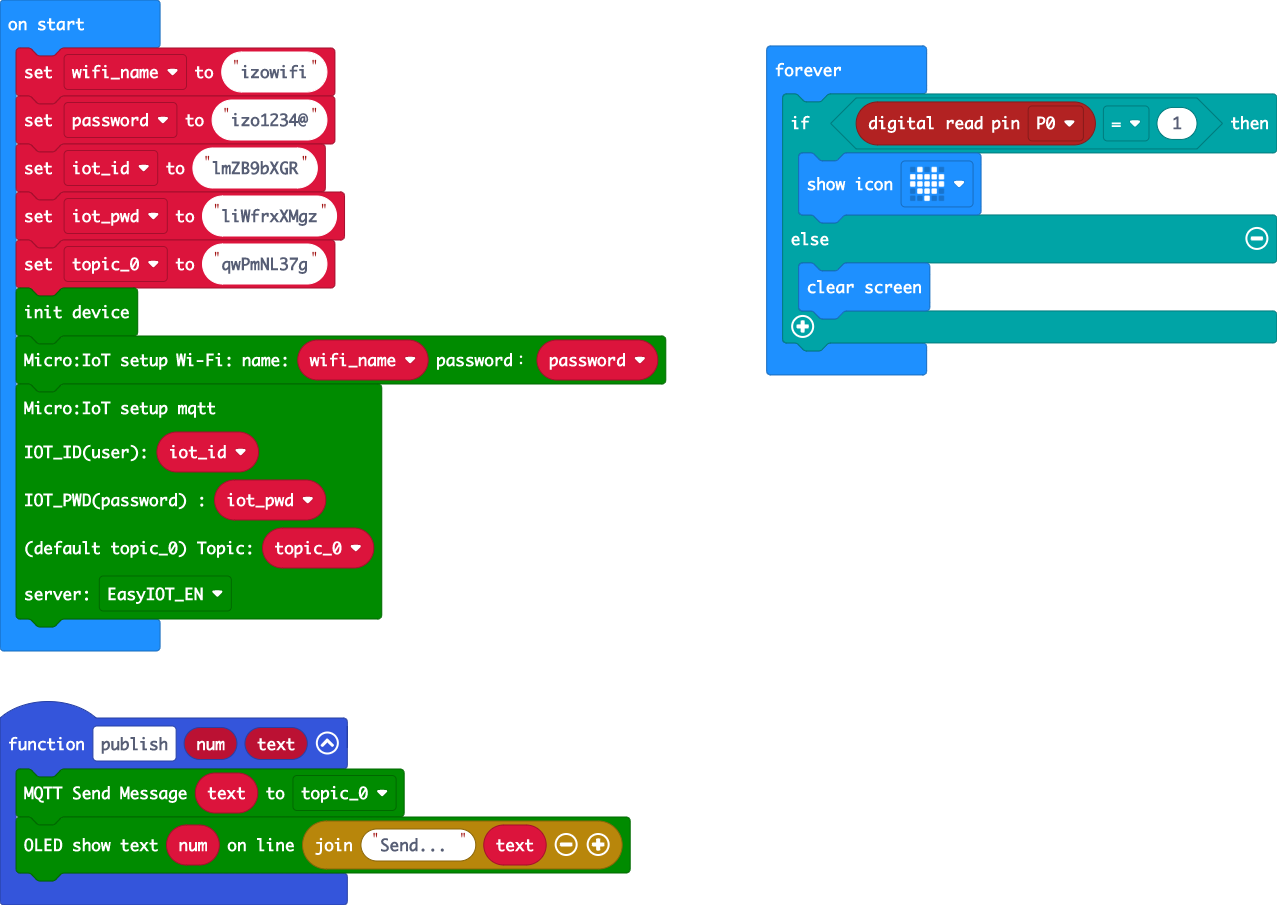 on start
set wifi_name to "izowifi"
set password to "izo1234@"
set iot_id to "lmZB9bXGR"
set iot_pwd to "liWfrxXMgz"
set topic_0 to "qwPmNL37g"
init device
Micro:IoT setup Wi-Fi: name: wifi_name password: password
Micro:IoT setup mqtt
IOT_ID(user): iot_id
IOT_PWD(password) : iot_pwd
(default topic_0) Topic: topic_0
server: EasyIOT_EN
forever
if digital read pin P0 = 1 then
show icon
else
clear screen
function publish num text
MQTT Send Message text to topic_0
OLED show text num on line join "Send... " text